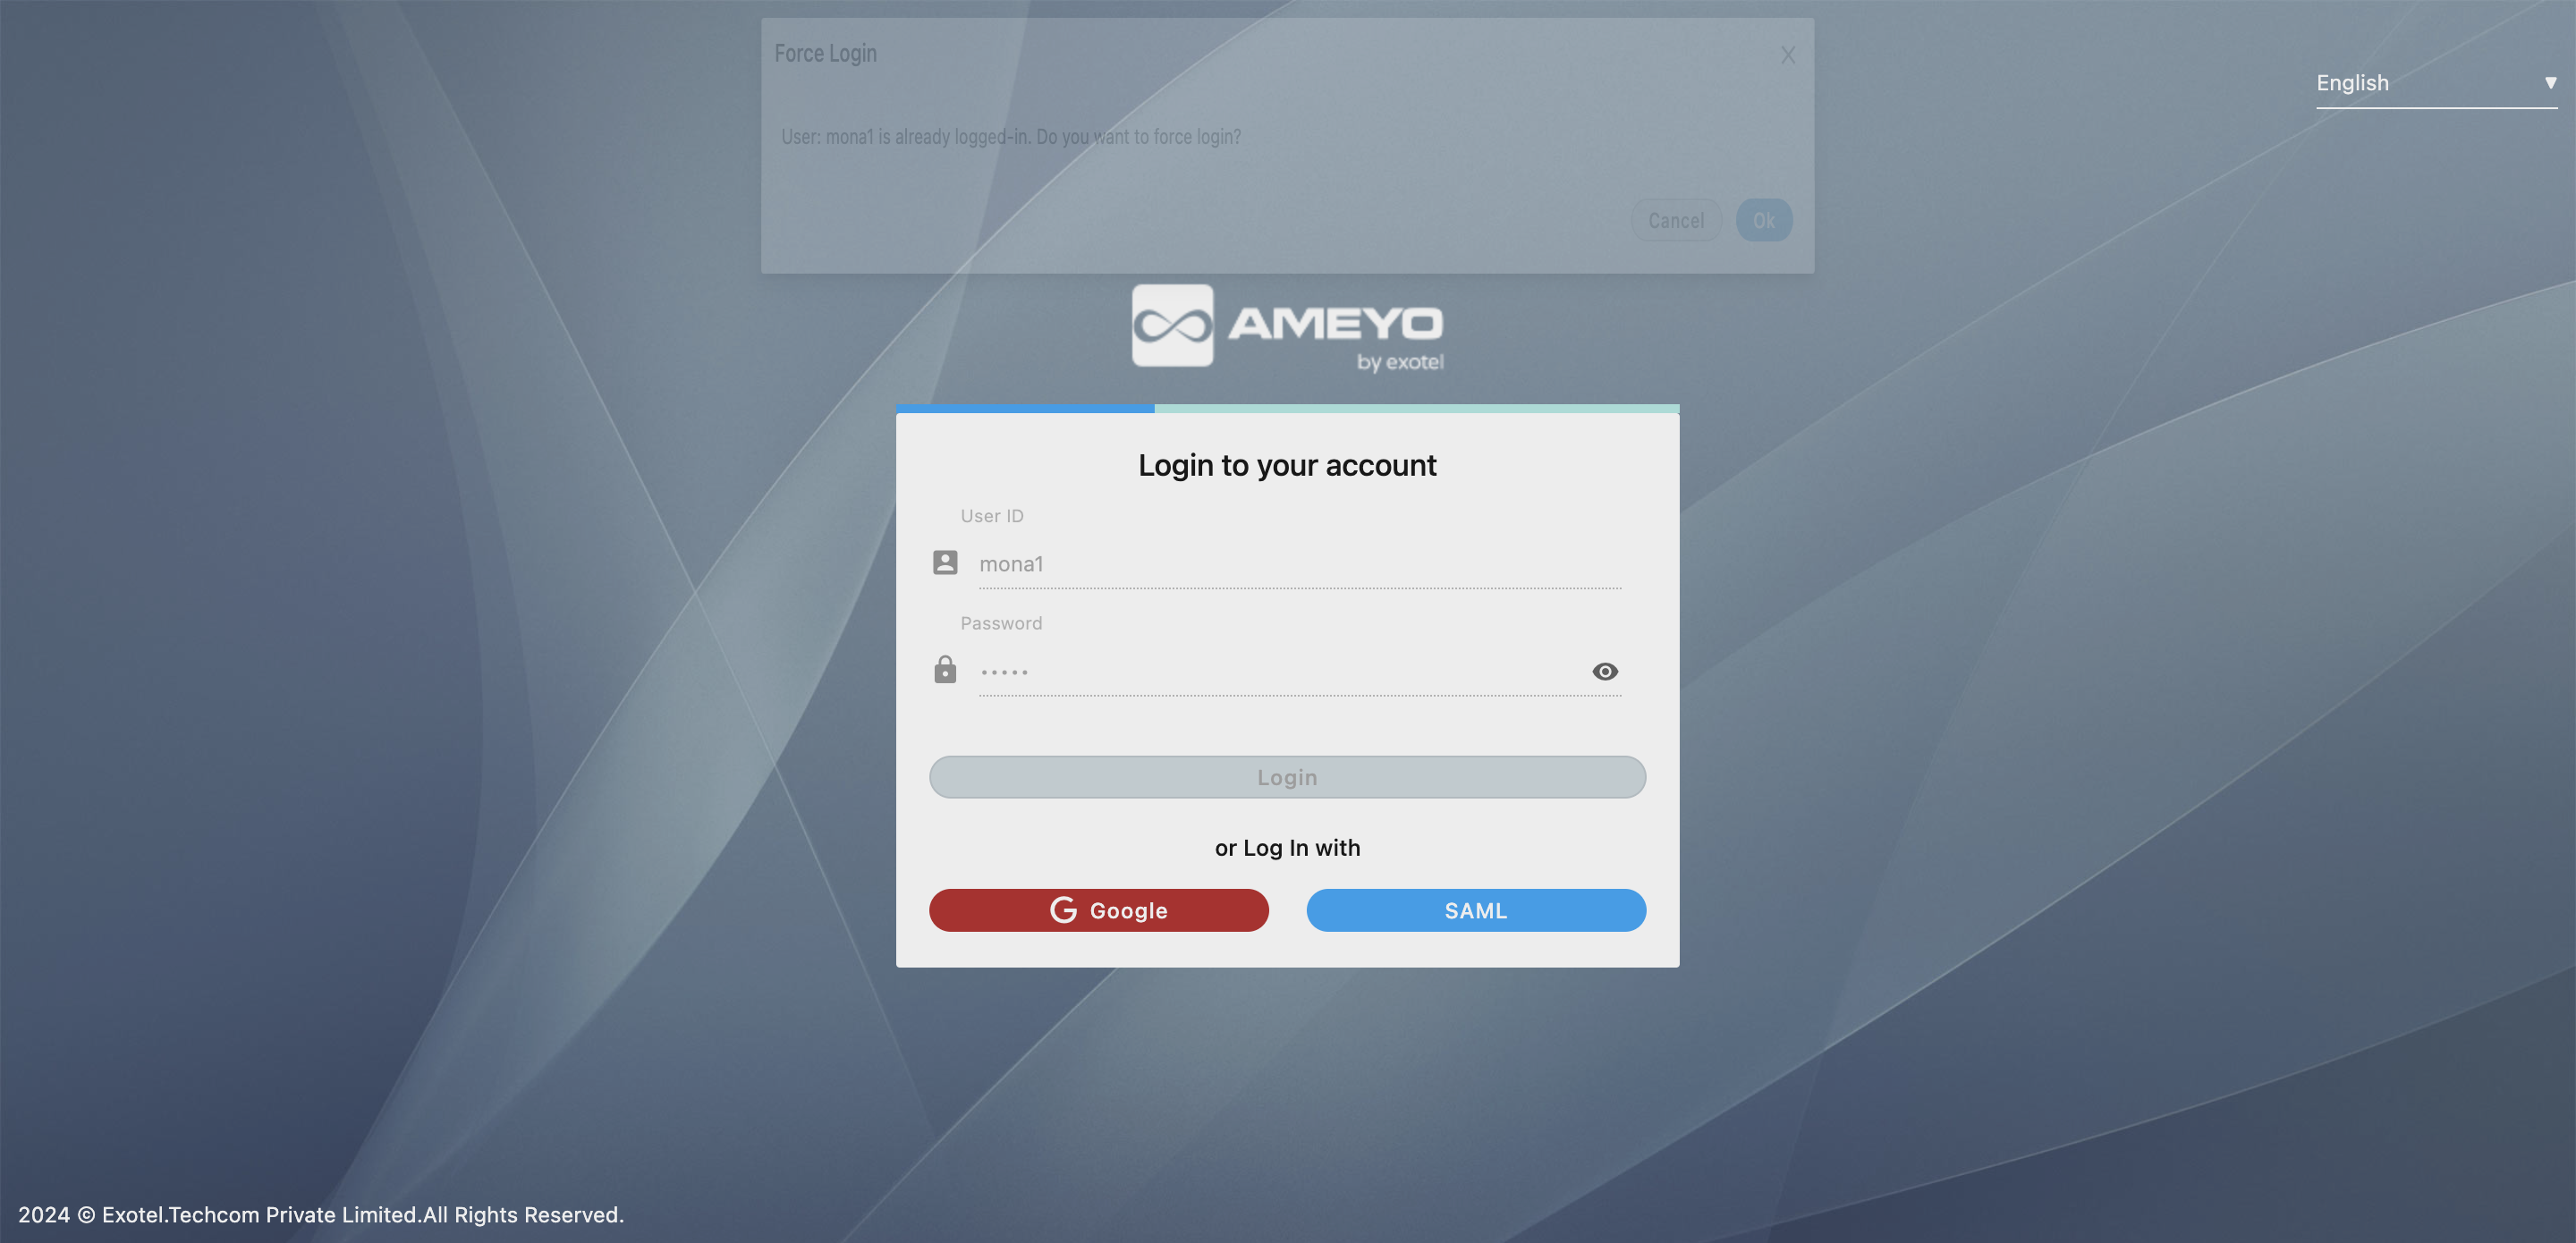 Force Login
X
User: mona1 is already logged-in. Do you want to force login?
Cancel
Ok
English
AMEYO
by exotel
Login to your account
User ID
mona1
Password
•••••
Login
or Log In with
G Google
SAML
2024 © Exotel.Techcom Private Limited.All Rights Reserved.